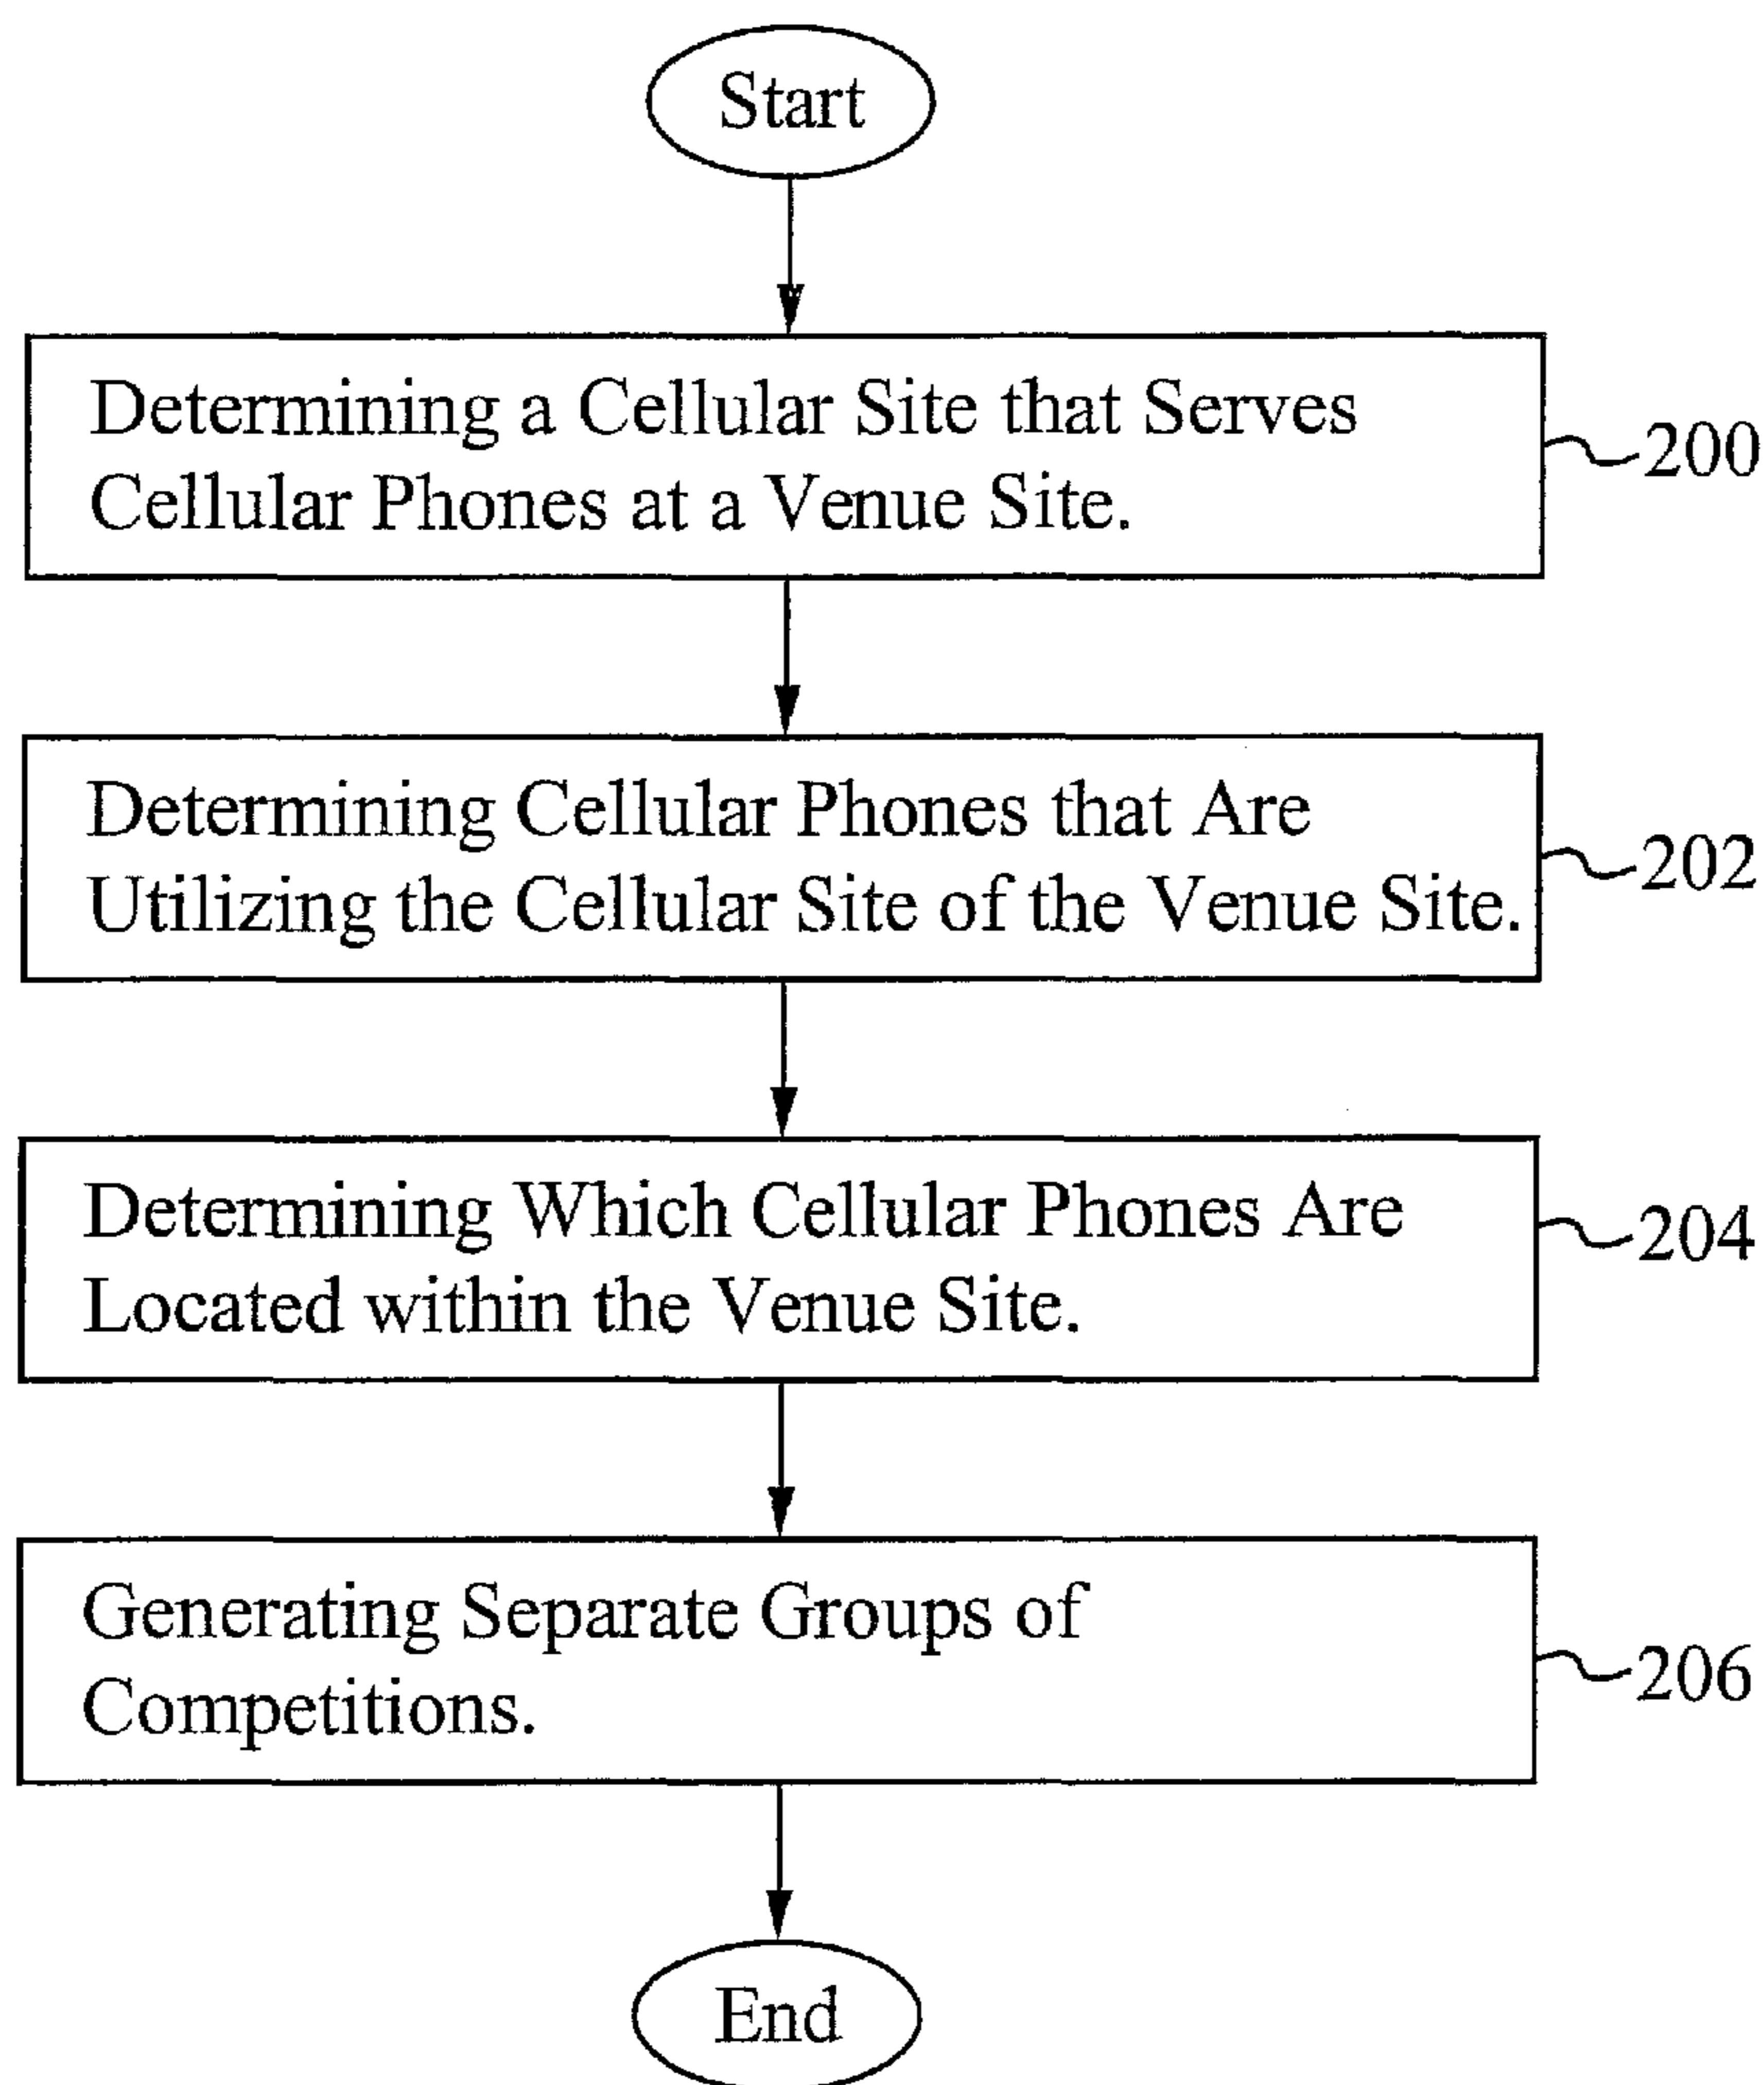 Start
Determining a Cellular Site that Serves
Cellular Phones at a Venue Site.
200
Determining Cellular Phones that Are
Utilizing the Cellular Site of the Venue Site.
202
Determining Which Cellular Phones Are
Located within the Venue Site.
204
Generating Separate Groups of
Competitions.
206
End